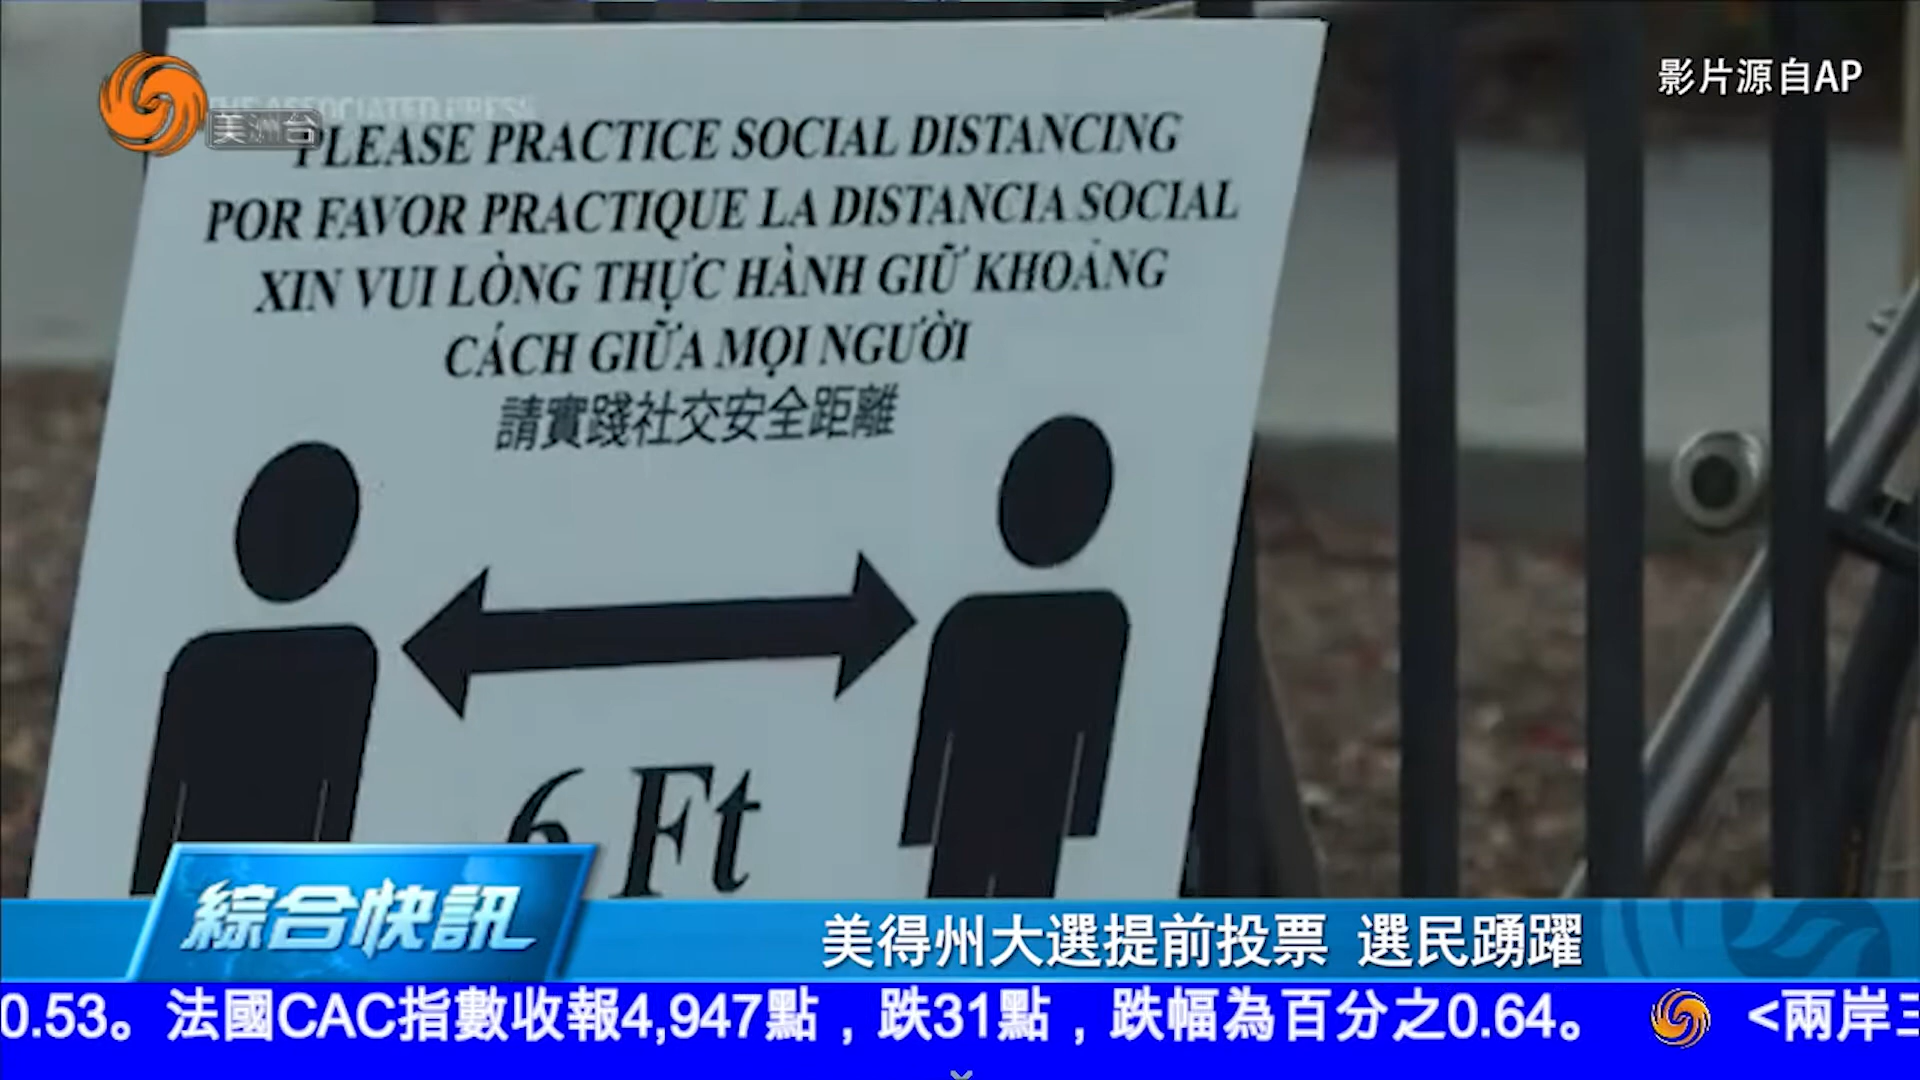 影片源自AP
THE ASSOCIATED PRESS
美洲台
PLEASE PRACTICE SOCIAL DISTANCING
POR FAVOR PRACTIQUE LA DISTANCIA SOCIAL
XIN VUI LÒNG THỰC HÀNH GIỮ KHOẢNG
CÁCH GIỮA MỌI NGƯỜI
請實踐社交安全距離
6 Ft
綜合快訊
美得州大選提前投票 選民踴躍
0.53。法國CAC指數收報4,947點，跌31點，跌幅為百分之0.64。 <兩岸三